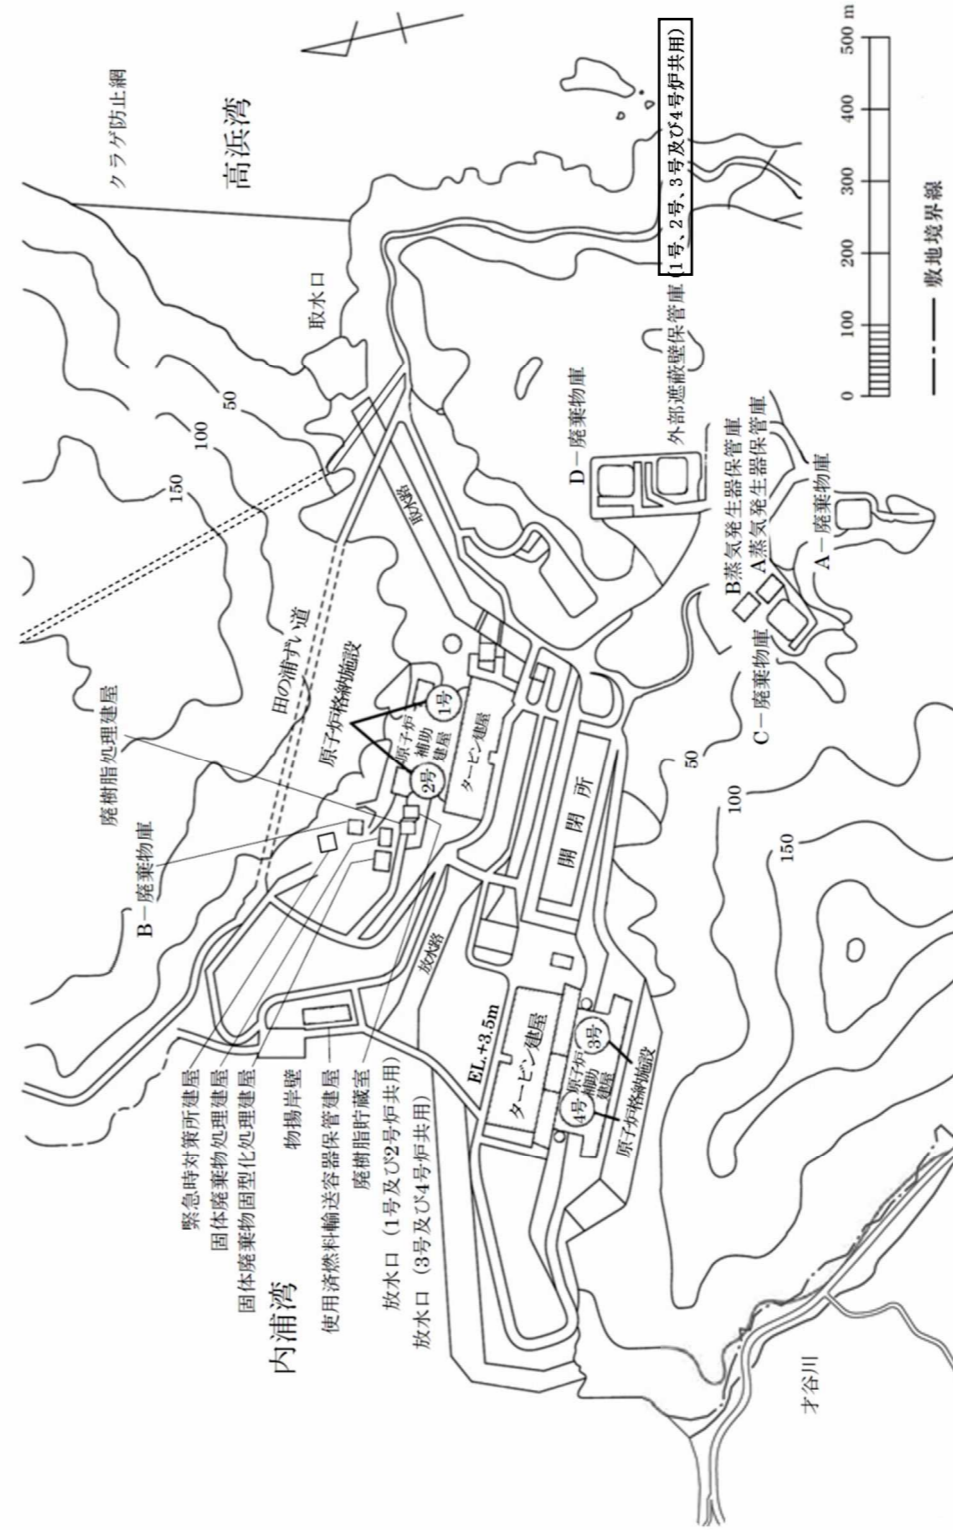 クラゲ防止網
高浜湾
取水口
50
100
150
田の浦ずい道
取水路
原子炉格納施設
廃樹脂処理建屋
B－廃棄物庫
1号
2号
原子炉
補助
建屋
タービン建屋
開閉所
D－廃棄物庫
外部遮蔽壁保管庫(1号、2号、3号及び4号炉共用)
B蒸気発生器保管庫
A蒸気発生器保管庫
A－廃棄物庫
C－廃棄物庫
50
100
150
放水路
EL.+3.5m
タービン建屋
3号
4号
原子炉
補助
建屋
原子炉格納施設
緊急時対策所建屋
固体廃棄物処理建屋
固体廃棄物固型化処理建屋
物揚岸壁
使用済燃料輸送容器保管建屋
廃樹脂貯蔵室
放水口（1号及び2号炉共用）
放水口（3号及び4号炉共用）
内浦湾
才谷川
0 100 200 300 400 500 m
敷地境界線